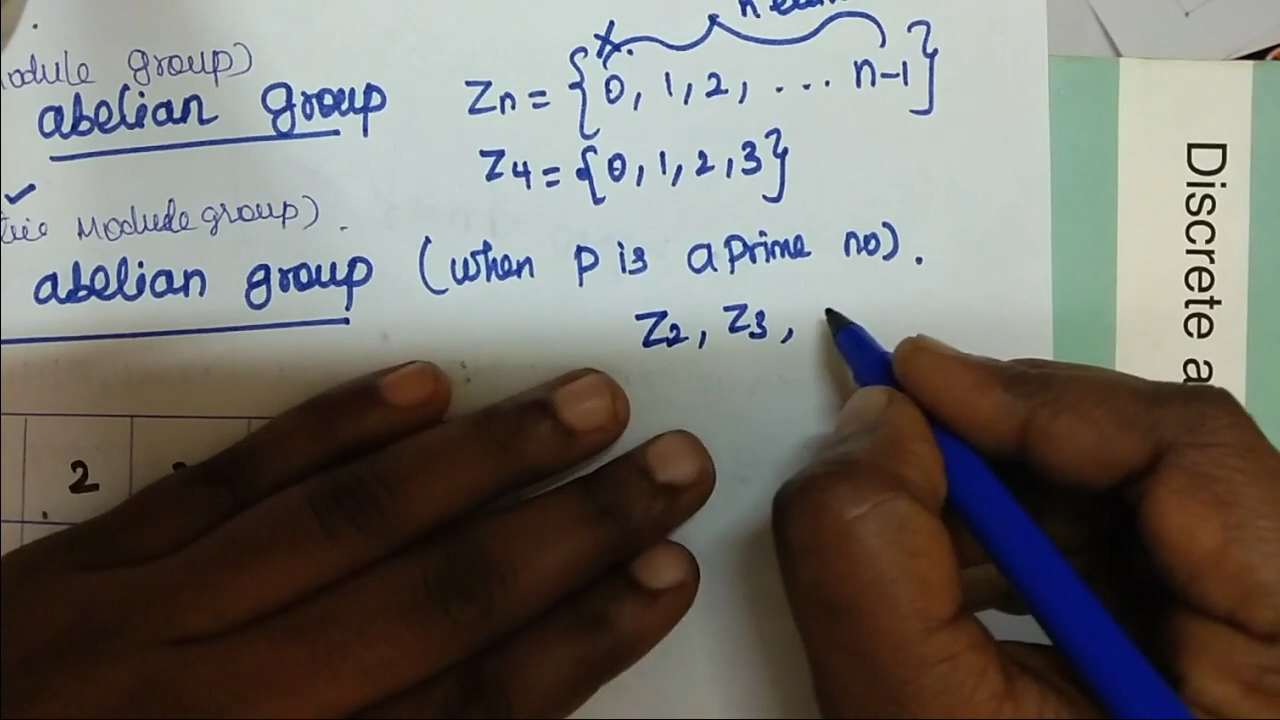 group)
abelian group
Zn = {0, 1, 2, ... n-1}
Z4 = {0, 1, 2, 3}
Module group).
abelian group (when p is a prime no).
Z2, Z3,
2
Discrete a